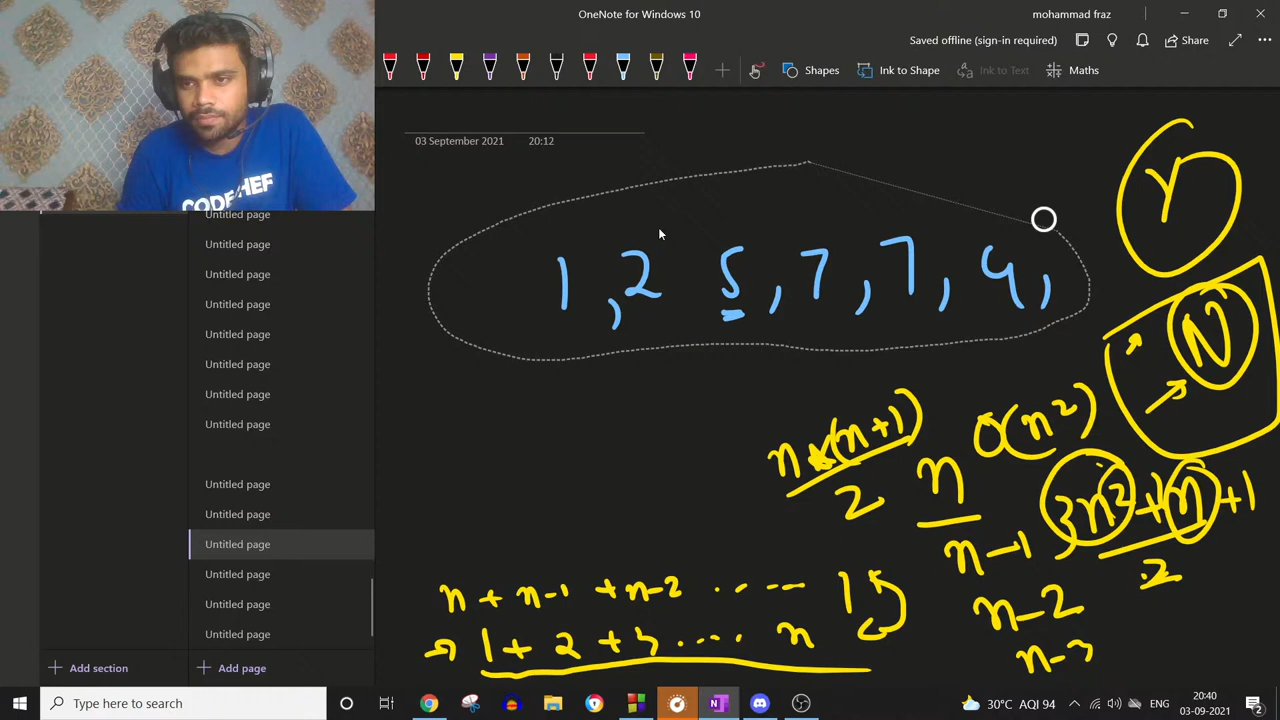 OneNote for Windows 10
mohammad fraz
Saved offline (sign-in required)
Share
Shapes
Ink to Shape
Ink to Text
Maths
CODECHEF
03 September 2021 20:12
Y
1 , 2 5 , 7 , 7 , 4 ,
N
n*(n+1)
2
n
O(n²)
3n²+n+1
2
n-1
n-2
n-3
n + n-1 + n-2 ..... 1
→ 1 + 2 + 3 .... n
Untitled page
Untitled page
Untitled page
Untitled page
Untitled page
Untitled page
Untitled page
Untitled page
Untitled page
Untitled page
Untitled page
Untitled page
Untitled page
Untitled page
Add section
Add page
Type here to search
30°C AQI 94
ENG
20:40
03-09-2021
2